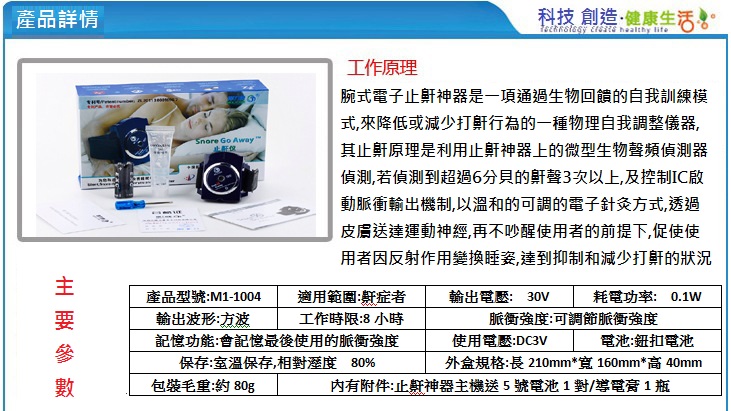 產品詳情
科技 創造·健康生活
technology create healthy life
工作原理
腕式電子止鼾神器是一項通過生物回饋的自我訓練模
式,來降低或減少打鼾行為的一種物理自我調整儀器,
其止鼾原理是利用止鼾神器上的微型生物聲頻偵測器
偵測,若偵測到超過6分貝的鼾聲3次以上,及控制IC啟
動脈衝輸出機制,以溫和的可調的電子針灸方式,透過
皮膚送達運動神經,再不吵醒使用者的前提下,促使使
用者因反射作用變換睡姿,達到抑制和減少打鼾的狀況
Snore Go Away™
止鼾仪
主要參數
產品型號:M1-1004 適用範圍:鼾症者 輸出電壓: 30V 耗電功率: 0.1W
輸出波形:方波 工作時限:8 小時 脈衡強度:可調節脈衡強度
記憶功能:會記憶最後使用的脈衡強度 使用電壓:DC3V 電池:鈕扣電池
保存:室溫保存,相對溼度 80% 外盒規格:長 210mm*寬 160mm*高 40mm
包裝毛重:約 80g 內有附件:止鼾神器主機送 5 號電池 1 對/導電膏 1 瓶